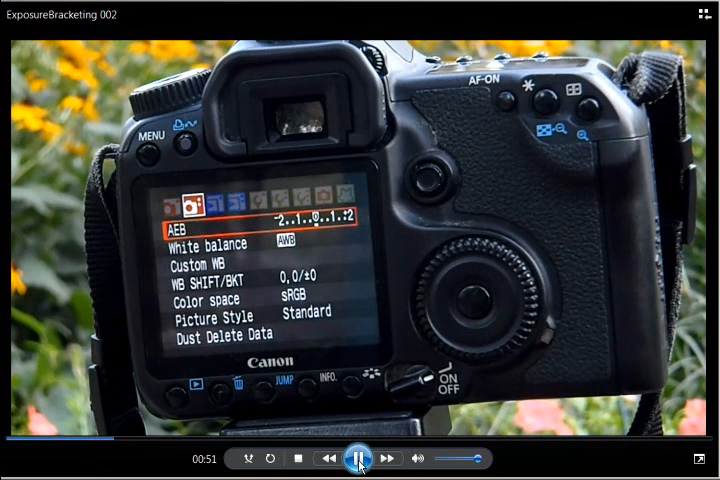 ExposureBracketing 002
AF-ON
MENU
AEB -2..1..0..1.:2
White balance AWB
Custom WB
WB SHIFT/BKT 0,0/±0
Color space sRGB
Picture Style Standard
Dust Delete Data
Canon
JUMP INFO.
ON
OFF
00:51